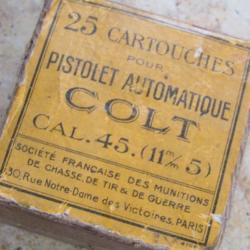 25 CARTOUCHES
POUR
PISTOLET AUTOMATIQUE
COLT
CAL. 45. (11 m/m 5)
SOCIÉTÉ FRANÇAISE DES MUNITIONS
DE CHASSE, DE TIR & DE GUERRE
30, Rue Notre-Dame des Victoires, PARIS